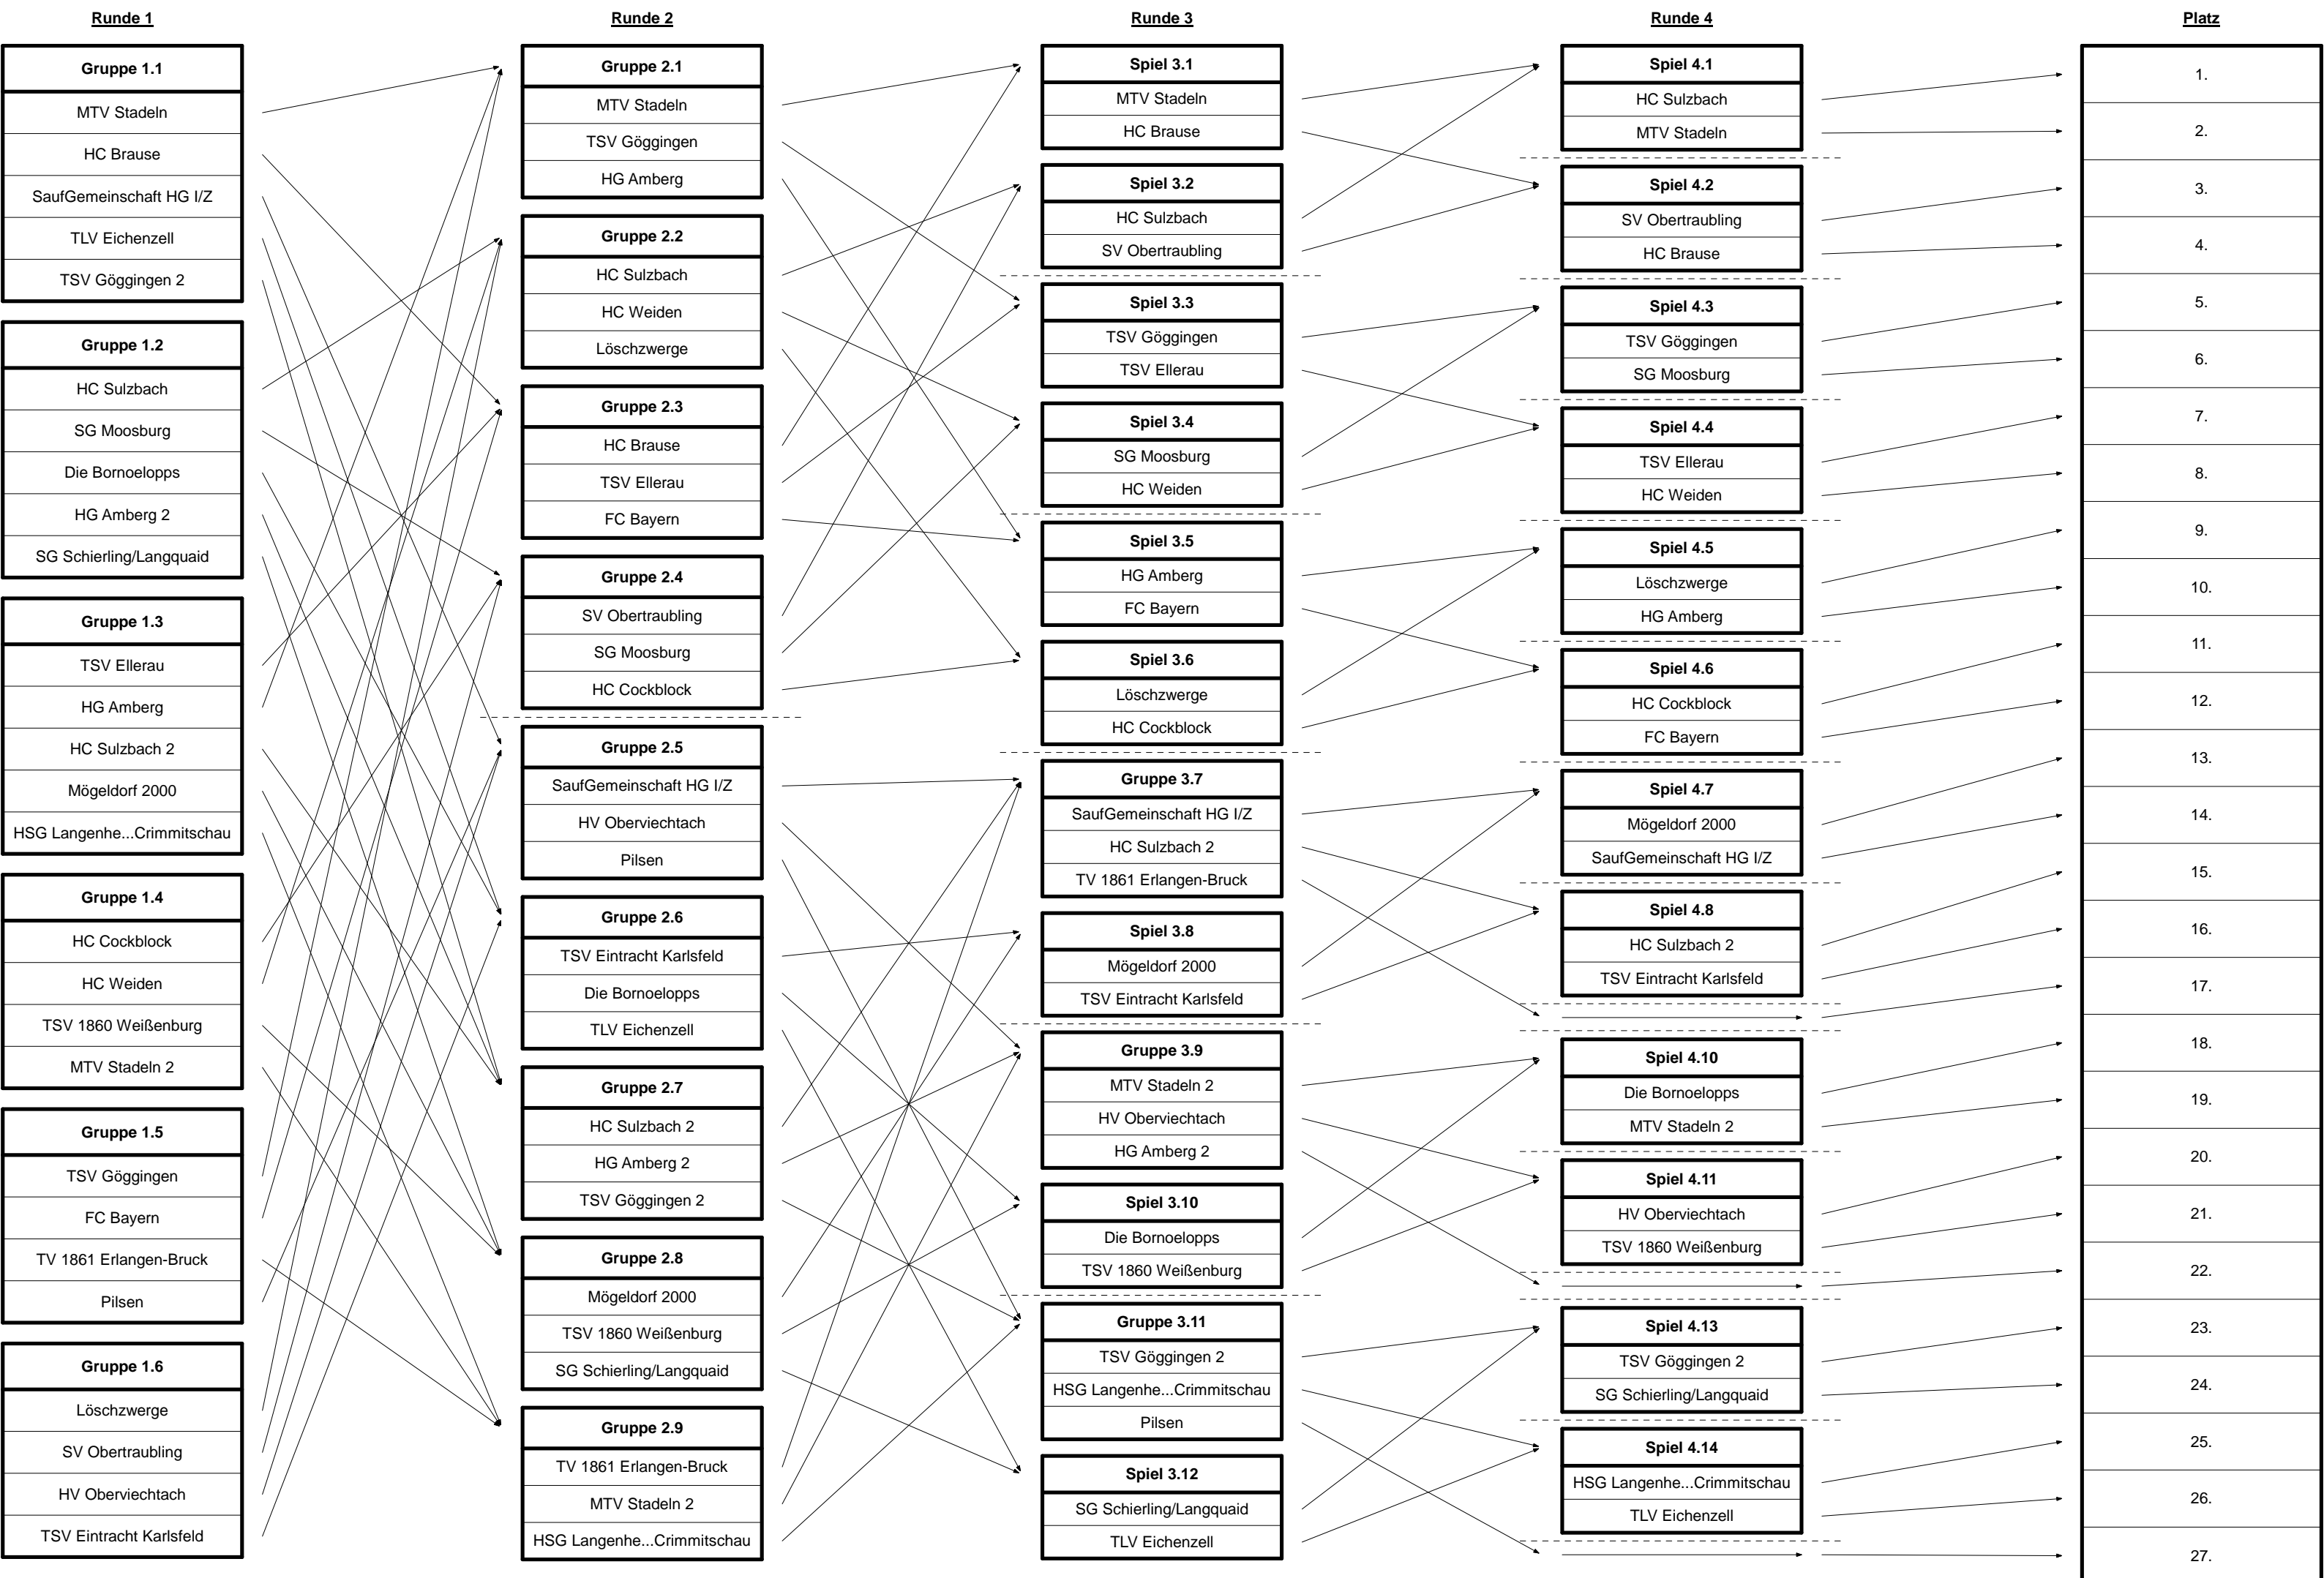 Runde 1
Gruppe 1.1
MTV Stadeln
HC Brause
SaufGemeinschaft HG I/Z
TLV Eichenzell
TSV Göggingen 2
Gruppe 1.2
HC Sulzbach
SG Moosburg
Die Bornoelopps
HG Amberg 2
SG Schierling/Langquaid
Gruppe 1.3
TSV Ellerau
HG Amberg
HC Sulzbach 2
Mögeldorf 2000
HSG Langenhe...Crimmitschau
Gruppe 1.4
HC Cockblock
HC Weiden
TSV 1860 Weißenburg
MTV Stadeln 2
Gruppe 1.5
TSV Göggingen
FC Bayern
TV 1861 Erlangen-Bruck
Pilsen
Gruppe 1.6
Löschzwerge
SV Obertraubling
HV Oberviechtach
TSV Eintracht Karlsfeld
Runde 2
Gruppe 2.1
MTV Stadeln
TSV Göggingen
HG Amberg
Gruppe 2.2
HC Sulzbach
HC Weiden
Löschzwerge
Gruppe 2.3
HC Brause
TSV Ellerau
FC Bayern
Gruppe 2.4
SV Obertraubling
SG Moosburg
HC Cockblock
Gruppe 2.5
SaufGemeinschaft HG I/Z
HV Oberviechtach
Pilsen
Gruppe 2.6
TSV Eintracht Karlsfeld
Die Bornoelopps
TLV Eichenzell
Gruppe 2.7
HC Sulzbach 2
HG Amberg 2
TSV Göggingen 2
Gruppe 2.8
Mögeldorf 2000
TSV 1860 Weißenburg
SG Schierling/Langquaid
Gruppe 2.9
TV 1861 Erlangen-Bruck
MTV Stadeln 2
HSG Langenhe...Crimmitschau
Runde 3
Spiel 3.1
MTV Stadeln
HC Brause
Spiel 3.2
HC Sulzbach
SV Obertraubling
Spiel 3.3
TSV Göggingen
TSV Ellerau
Spiel 3.4
SG Moosburg
HC Weiden
Spiel 3.5
HG Amberg
FC Bayern
Spiel 3.6
Löschzwerge
HC Cockblock
Gruppe 3.7
SaufGemeinschaft HG I/Z
HC Sulzbach 2
TV 1861 Erlangen-Bruck
Spiel 3.8
Mögeldorf 2000
TSV Eintracht Karlsfeld
Gruppe 3.9
MTV Stadeln 2
HV Oberviechtach
HG Amberg 2
Spiel 3.10
Die Bornoelopps
TSV 1860 Weißenburg
Gruppe 3.11
TSV Göggingen 2
HSG Langenhe...Crimmitschau
Pilsen
Spiel 3.12
SG Schierling/Langquaid
TLV Eichenzell
Runde 4
Spiel 4.1
HC Sulzbach
MTV Stadeln
Spiel 4.2
SV Obertraubling
HC Brause
Spiel 4.3
TSV Göggingen
SG Moosburg
Spiel 4.4
TSV Ellerau
HC Weiden
Spiel 4.5
Löschzwerge
HG Amberg
Spiel 4.6
HC Cockblock
FC Bayern
Spiel 4.7
Mögeldorf 2000
SaufGemeinschaft HG I/Z
Spiel 4.8
HC Sulzbach 2
TSV Eintracht Karlsfeld
Spiel 4.10
Die Bornoelopps
MTV Stadeln 2
Spiel 4.11
HV Oberviechtach
TSV 1860 Weißenburg
Spiel 4.13
TSV Göggingen 2
SG Schierling/Langquaid
Spiel 4.14
HSG Langenhe...Crimmitschau
TLV Eichenzell
Platz
1.
2.
3.
4.
5.
6.
7.
8.
9.
10.
11.
12.
13.
14.
15.
16.
17.
18.
19.
20.
21.
22.
23.
24.
25.
26.
27.